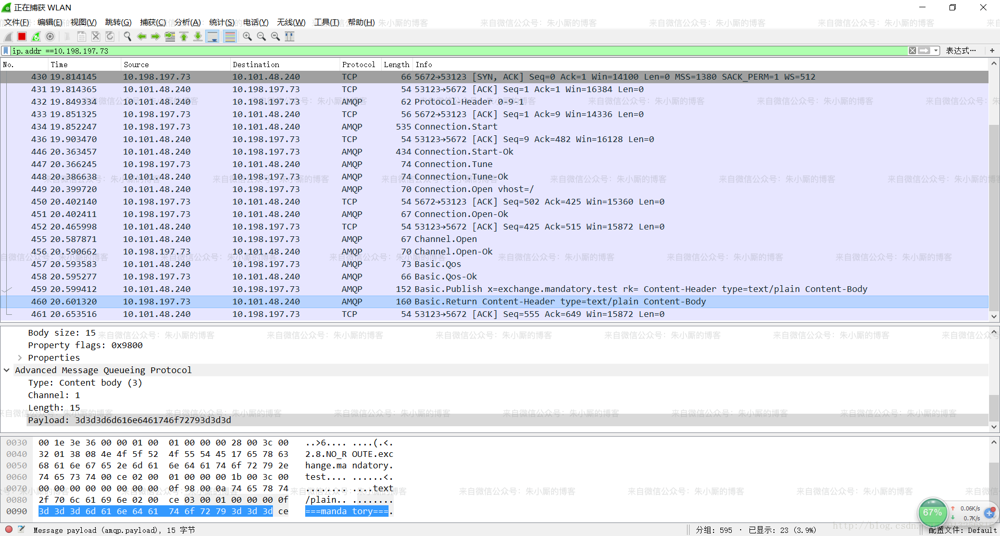 正在捕获 WLAN
文件(F) 编辑(E) 视图(V) 跳转(G) 捕获(C) 分析(A) 统计(S) 电话(Y) 无线(W) 工具(T) 帮助(H)
ip.addr ==10.198.197.73 表达式… +
No. Time Source Destination Protocol Length Info
430 19.814145 10.198.197.73 10.101.48.240 TCP 66 5672→53123 [SYN, ACK] Seq=0 Ack=1 Win=14100 Len=0 MSS=1380 SACK_PERM=1 WS=512
431 19.814365 10.101.48.240 10.198.197.73 TCP 54 53123→5672 [ACK] Seq=1 Ack=1 Win=16384 Len=0
432 19.849334 10.101.48.240 10.198.197.73 AMQP 62 Protocol-Header 0-9-1
433 19.851325 10.198.197.73 10.101.48.240 TCP 56 5672→53123 [ACK] Seq=1 Ack=9 Win=14336 Len=0
434 19.852247 10.198.197.73 10.101.48.240 AMQP 535 Connection.Start
436 19.903470 10.101.48.240 10.198.197.73 TCP 54 53123→5672 [ACK] Seq=9 Ack=482 Win=16128 Len=0
446 20.363457 10.101.48.240 10.198.197.73 AMQP 434 Connection.Start-Ok
447 20.366245 10.198.197.73 10.101.48.240 AMQP 74 Connection.Tune
448 20.386638 10.101.48.240 10.198.197.73 AMQP 74 Connection.Tune-Ok
449 20.399720 10.101.48.240 10.198.197.73 AMQP 70 Connection.Open vhost=/
450 20.402140 10.198.197.73 10.101.48.240 TCP 54 5672→53123 [ACK] Seq=502 Ack=425 Win=15360 Len=0
451 20.402411 10.198.197.73 10.101.48.240 AMQP 67 Connection.Open-Ok
452 20.465998 10.101.48.240 10.198.197.73 TCP 54 53123→5672 [ACK] Seq=425 Ack=515 Win=15872 Len=0
455 20.587871 10.101.48.240 10.198.197.73 AMQP 67 Channel.Open
456 20.590662 10.198.197.73 10.101.48.240 AMQP 70 Channel.Open-Ok
457 20.593583 10.101.48.240 10.198.197.73 AMQP 73 Basic.Qos
458 20.595277 10.198.197.73 10.101.48.240 AMQP 66 Basic.Qos-Ok
459 20.599412 10.101.48.240 10.198.197.73 AMQP 152 Basic.Publish x=exchange.mandatory.test rk= Content-Header type=text/plain Content-Body
460 20.601320 10.198.197.73 10.101.48.240 AMQP 160 Basic.Return Content-Header type=text/plain Content-Body
461 20.653516 10.101.48.240 10.198.197.73 TCP 54 53123→5672 [ACK] Seq=555 Ack=649 Win=15872 Len=0
Body size: 15
来自微信公众号：朱小厮的博客
Property flags: 0x9800
Properties
Advanced Message Queueing Protocol
Type: Content body (3)
Channel: 1
Length: 15
Payload: 3d3d3d6d616e6461746f72793d3d3d
0030 00 1e 3e 36 00 00 01 00 01 00 00 00 28 00 3c 00 ..>6.... ....(.<.
0040 32 01 38 08 4e 4f 5f 52 4f 55 54 45 17 65 78 63 2.8.NO_R OUTE.exc
0050 68 61 6e 67 65 2e 6d 61 6e 64 61 74 6f 72 79 2e hange.ma ndatory.
0060 74 65 73 74 00 ce 02 00 01 00 00 00 1b 00 3c 00 test.... ......<.
0070 00 00 00 00 00 00 00 00 0f 98 00 0a 74 65 78 74 ........ ....text
0080 2f 70 6c 61 69 6e 02 00 ce 03 00 01 00 00 00 0f /plain.. ........
0090 3d 3d 3d 6d 61 6e 64 61 74 6f 72 79 3d 3d 3d ce ===manda tory===.
67% 0.06K/s
0.7K/s
Message payload (amqp.payload), 15 字节 分组: 595 · 已显示: 23 (3.9%) 配置文件: Default